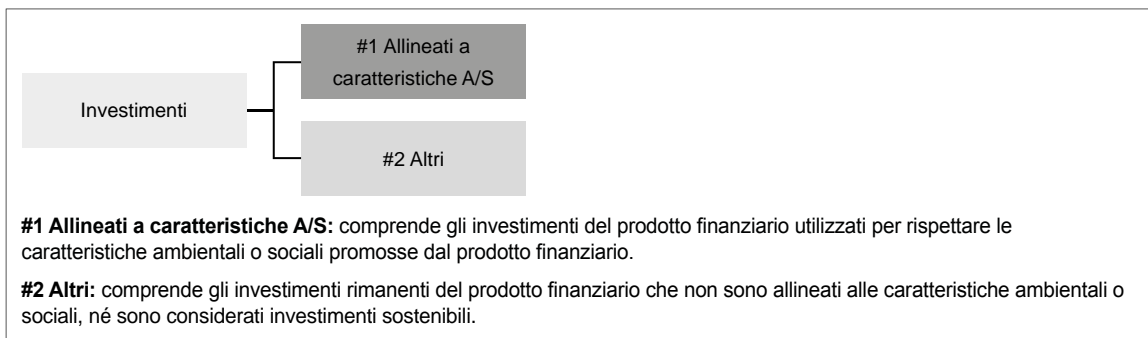 #1 Allineati a
caratteristiche A/S
Investimenti
#2 Altri
#1 Allineati a caratteristiche A/S: comprende gli investimenti del prodotto finanziario utilizzati per rispettare le
caratteristiche ambientali o sociali promosse dal prodotto finanziario.
#2 Altri: comprende gli investimenti rimanenti del prodotto finanziario che non sono allineati alle caratteristiche ambientali o
sociali, né sono considerati investimenti sostenibili.